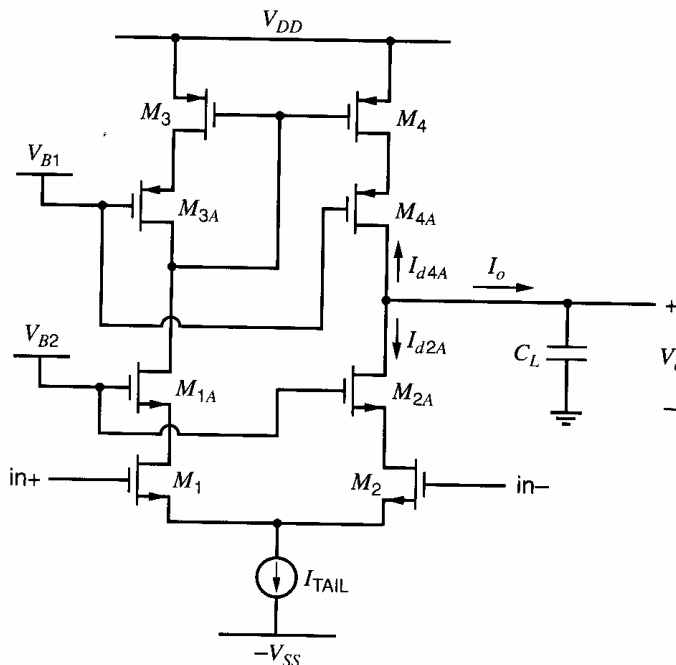 V_DD
M_3
M_4
V_B1
M_3A
M_4A
I_d4A
I_o
+
V_B2
I_d2A
C_L
M_1A
M_2A
−
in+
M_1
M_2
in−
I_TAIL
−V_SS